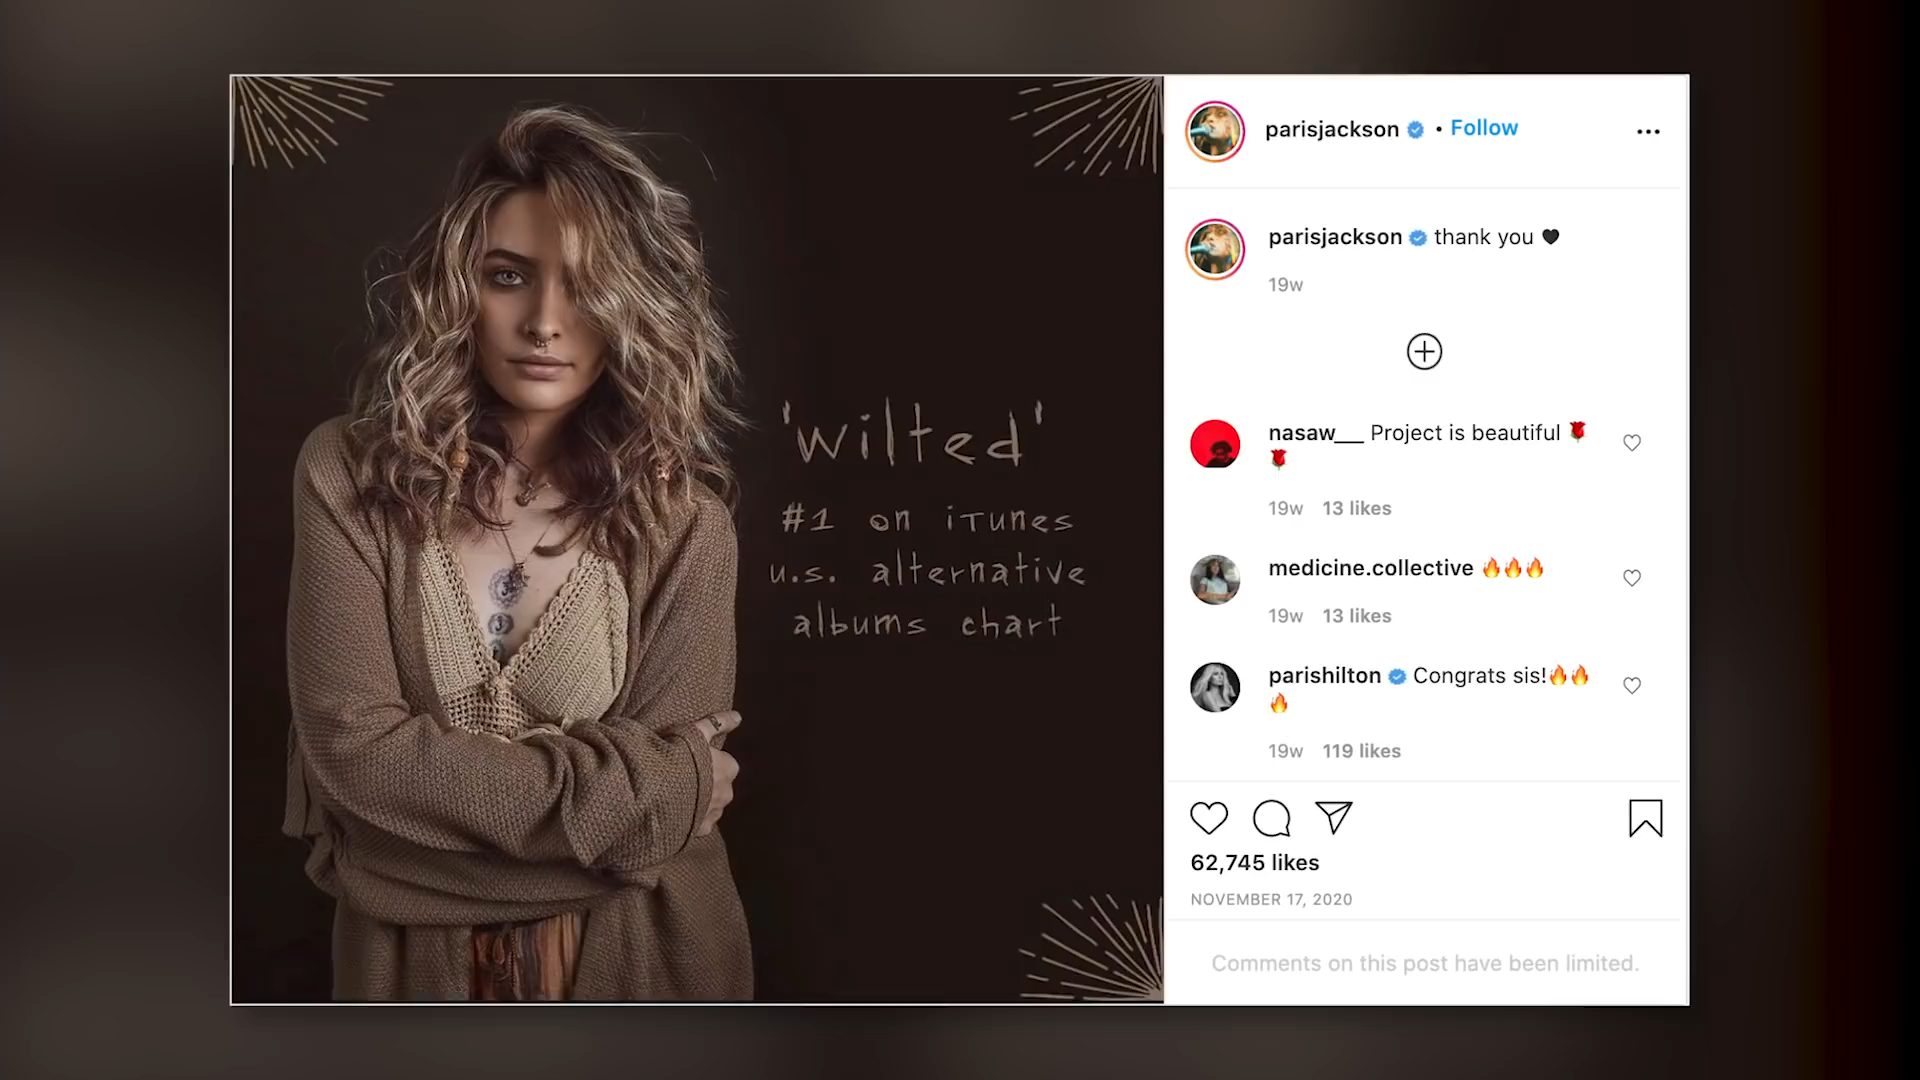 'wilted'
#1 on iTunes
u.s. alternative
albums chart
parisjackson • Follow
parisjackson thank you 🖤
19w
nasaw___ Project is beautiful 🌹
🌹
19w 13 likes
medicine.collective 🔥🔥🔥
19w 13 likes
parishilton Congrats sis!🔥🔥
🔥
19w 119 likes
62,745 likes
NOVEMBER 17, 2020
Comments on this post have been limited.